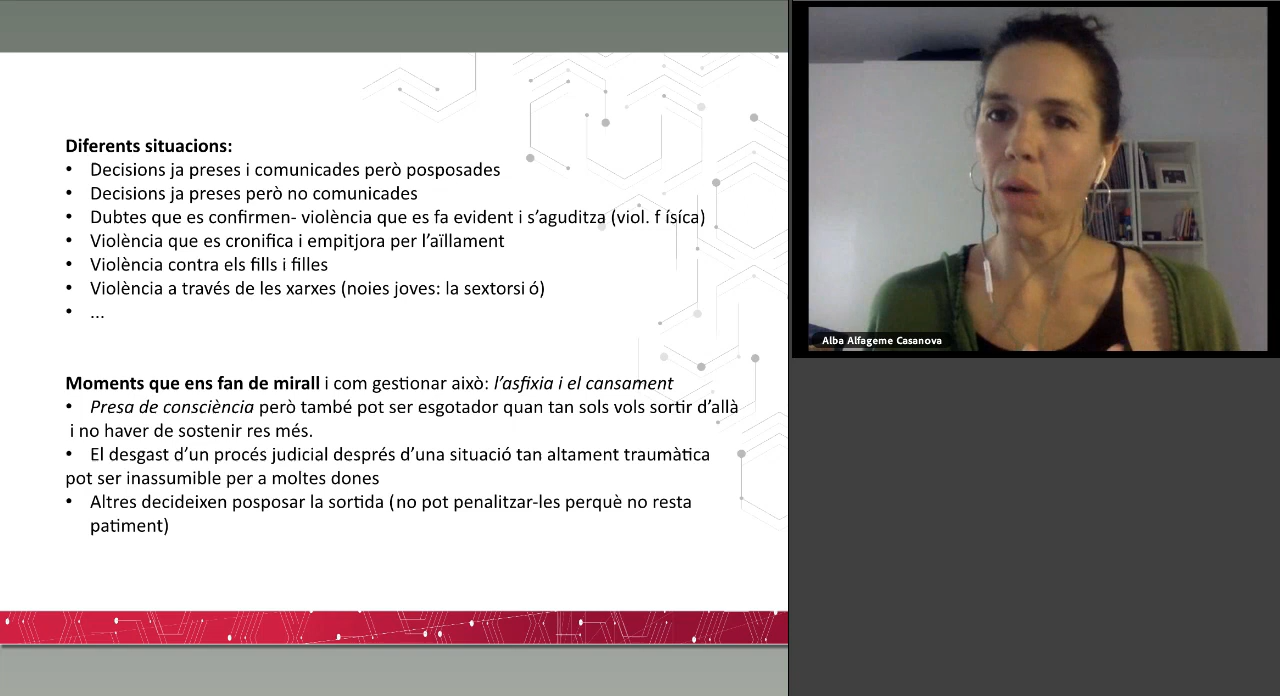 Diferents situacions:
• Decisions ja preses i comunicades però posposades
• Decisions ja preses però no comunicades
• Dubtes que es confirmen- violència que es fa evident i s’aguditza (viol. f ísíca)
• Violència que es cronifica i empitjora per l’aïllament
• Violència contra els fills i filles
• Violència a través de les xarxes (noies joves: la sextorsi ó)
• ...
Moments que ens fan de mirall i com gestionar això: l’asfixia i el cansament
• Presa de consciència però també pot ser esgotador quan tan sols vols sortir d’allà
i no haver de sostenir res més.
• El desgast d’un procés judicial després d’una situació tan altament traumàtica
pot ser inassumible per a moltes dones
• Altres decideixen posposar la sortida (no pot penalitzar-les perquè no resta
patiment)
Alba Alfageme Casanova